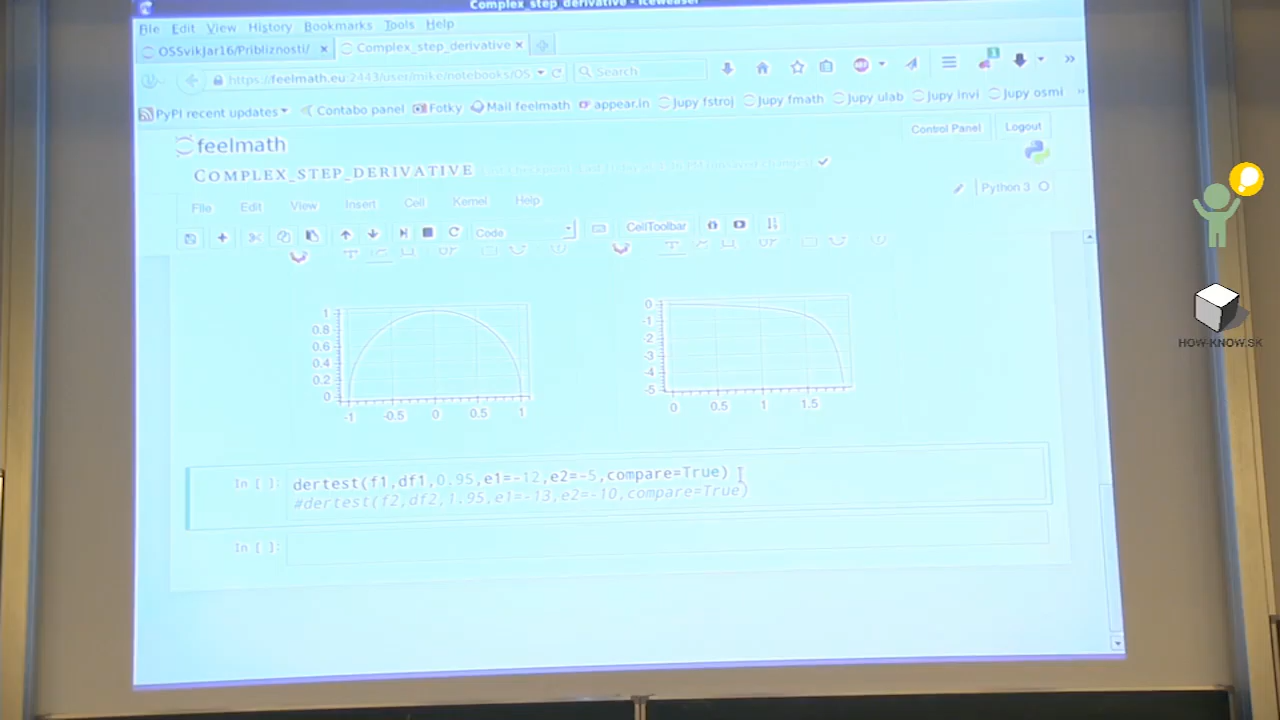 Complex_step_derivative - Iceweasel
File Edit View History Bookmarks Tools Help
OSSvikJar16/Pribliznosti/ × Complex_step_derivative ×
https://feelmath.eu:2443/user/mike/notebooks/OS Search
PyPI recent updates Contabo panel Fotky Mail feelmath appear.in Jupy fstroj Jupy fmath Jupy ulab Jupy invi Jupy osmi »
feelmath Control Panel Logout
COMPLEX_STEP_DERIVATIVE
File Edit View Insert Cell Kernel Help Python 3
Code CellToolbar
1
0.8
0.6
0.4
0.2
0
-1 -0.5 0 0.5 1
0
-1
-2
-3
-4
-5
0 0.5 1 1.5
In [ ]: dertest(f1,df1,0.95,e1=-12,e2=-5,compare=True)
#dertest(f2,df2,1.95,e1=-13,e2=-10,compare=True)
In [ ]:
HOW-KNOW.SK